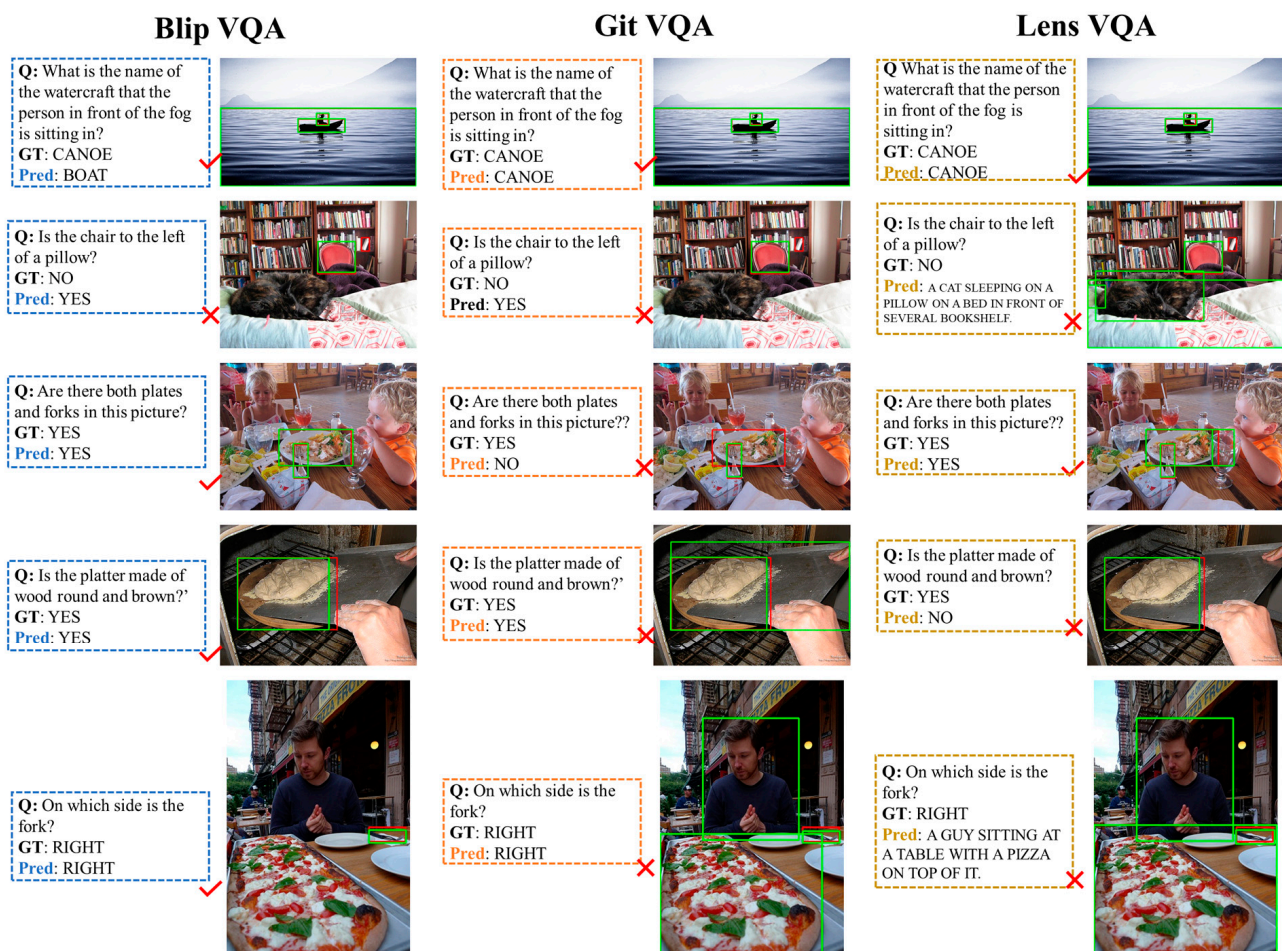 Blip VQA
Git VQA
Lens VQA
Q: What is the name of
the watercraft that the
person in front of the fog
is sitting in?
GT: CANOE
Pred: BOAT
Q: What is the name of
the watercraft that the
person in front of the fog
is sitting in?
GT: CANOE
Pred: CANOE
Q What is the name of the
watercraft that the person
in front of the fog is
sitting in?
GT: CANOE
Pred: CANOE
Q: Is the chair to the left
of a pillow?
GT: NO
Pred: YES
Q: Is the chair to the left
of a pillow?
GT: NO
Pred: YES
Q: Is the chair to the left
of a pillow?
GT: NO
Pred: A CAT SLEEPING ON A
PILLOW ON A BED IN FRONT OF
SEVERAL BOOKSHELF.
Q: Are there both plates
and forks in this picture?
GT: YES
Pred: YES
Q: Are there both plates
and forks in this picture??
GT: YES
Pred: NO
Q: Are there both plates
and forks in this picture??
GT: YES
Pred: YES
Q: Is the platter made of
wood round and brown?’
GT: YES
Pred: YES
Q: Is the platter made of
wood round and brown?’
GT: YES
Pred: YES
Q: Is the platter made of
wood round and brown?
GT: YES
Pred: NO
Q: On which side is the
fork?
GT: RIGHT
Pred: RIGHT
Q: On which side is the
fork?
GT: RIGHT
Pred: RIGHT
Q: On which side is the
fork?
GT: RIGHT
Pred: A GUY SITTING AT
A TABLE WITH A PIZZA
ON TOP OF IT.